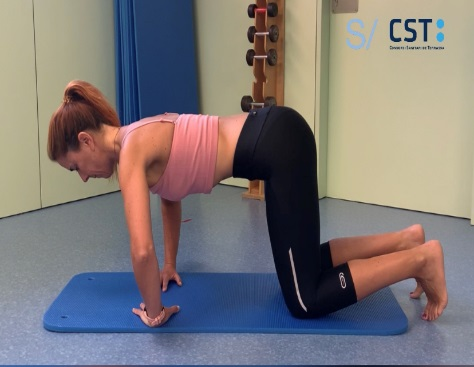 S/ CST:
CONSORCI SANITARI DE TERRASSA